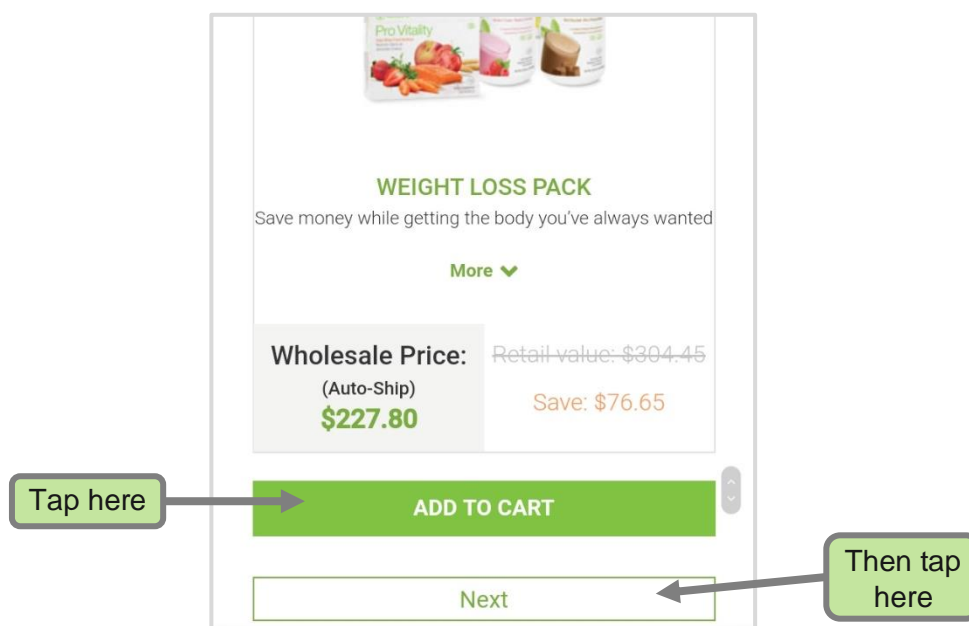 Pro Vitality
WEIGHT LOSS PACK
Save money while getting the body you've always wanted
More
Wholesale Price:
(Auto-Ship)
$227.80
Retail value: $304.45
Save: $76.65
Tap here
ADD TO CART
Then tap
here
Next